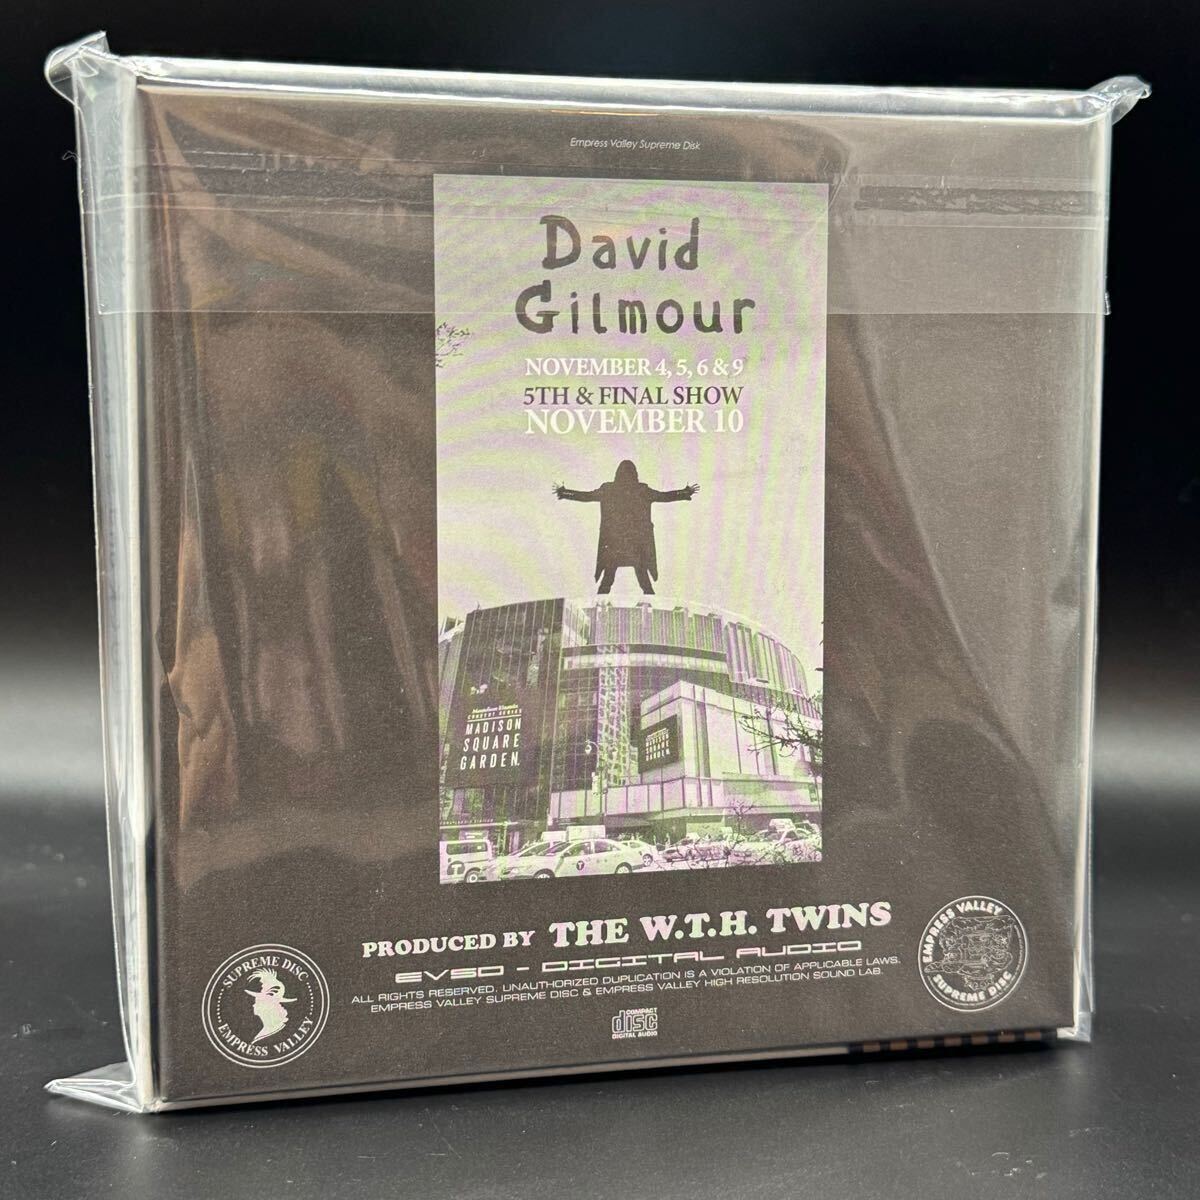 Empress Valley Supreme Disk
David
Gilmour
NOVEMBER 4, 5, 6 & 9
5TH & FINAL SHOW
NOVEMBER 10
MADISON
SQUARE
GARDEN.
MADISON
SQUARE
GARDEN
PRODUCED BY THE W.T.H. TWINS
EVSD - DIGITAL AUDIO
ALL RIGHTS RESERVED. UNAUTHORIZED DUPLICATION IS A VIOLATION OF APPLICABLE LAWS.
EMPRESS VALLEY SUPREME DISC & EMPRESS VALLEY HIGH RESOLUTION SOUND LAB.
COMPACT
disc
DIGITAL AUDIO
SUPREME DISC
EMPRESS VALLEY
EMPRESS VALLEY
SUPREME DISC